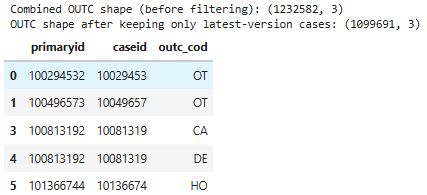 Combined OUTC shape (before filtering): (1232582, 3)
OUTC shape after keeping only latest-version cases: (1099691, 3)
primaryid caseid outc_cod
0 100294532 10029453 OT
1 100496573 10049657 OT
3 100813192 10081319 CA
4 100813192 10081319 DE
5 101366744 10136674 HO